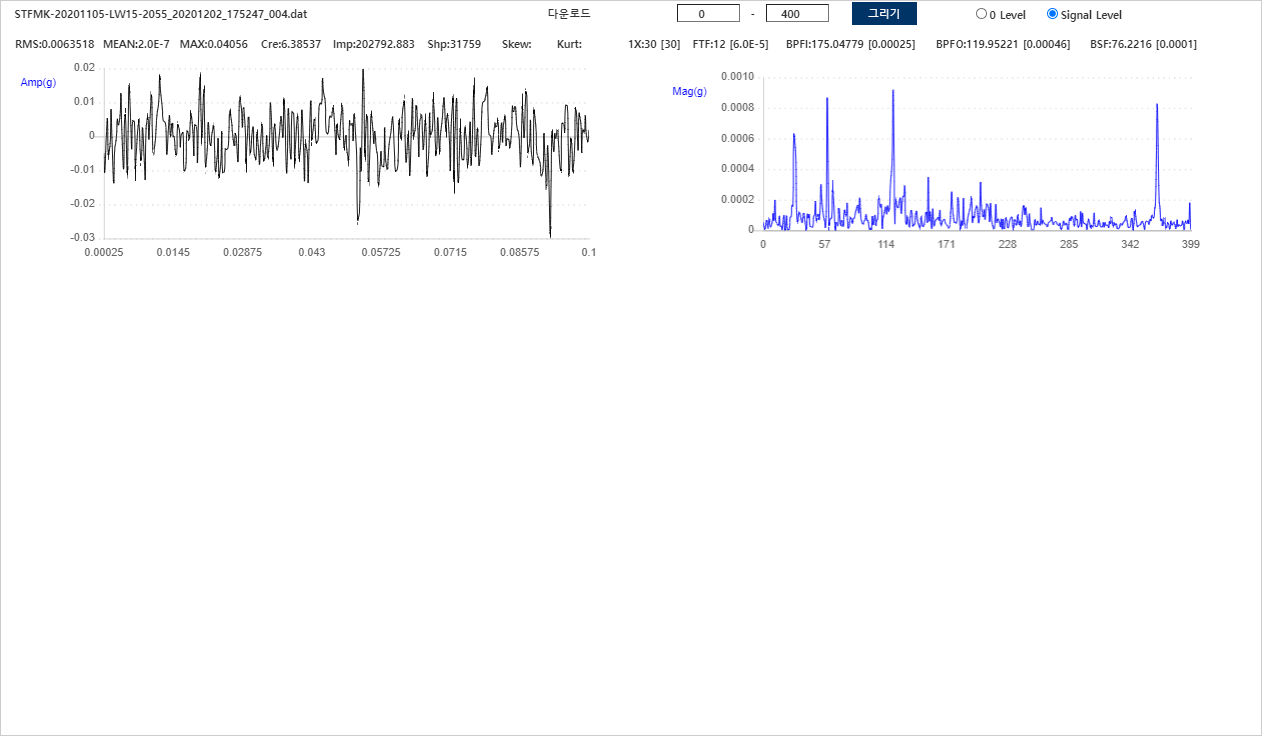 STFMK-20201105-LW15-2055_20201202_175247_004.dat 다운로드 0 - 400 그리기 0 Level Signal Level
RMS:0.0063518 MEAN:2.0E-7 MAX:0.04056 Cre:6.38537 Imp:202792.883 Shp:31759 Skew: Kurt: 1X:30 [30] FTF:12 [6.0E-5] BPFI:175.04779 [0.00025] BPFO:119.95221 [0.00046] BSF:76.2216 [0.0001]
Amp(g)
0.02
0.01
0
-0.01
-0.02
-0.03
0.00025 0.0145 0.02875 0.043 0.05725 0.0715 0.08575 0.1
Mag(g)
0.0010
0.0008
0.0006
0.0004
0.0002
0
0 57 114 171 228 285 342 399